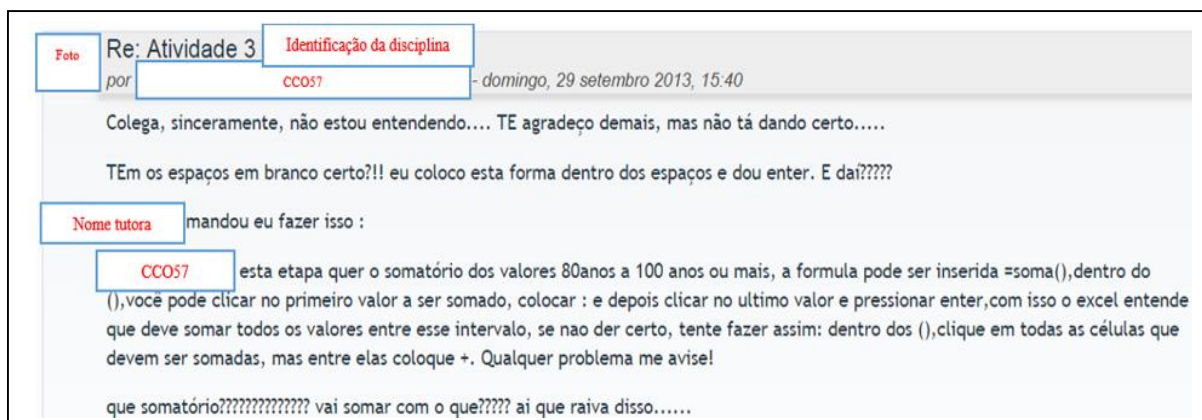 Foto
Re: Atividade 3 Identificação da disciplina
por CCO57 - domingo, 29 setembro 2013, 15:40
Colega, sinceramente, não estou entendendo.... TE agradeço demais, mas não tá dando certo.....
TEm os espaços em branco certo?!! eu coloco esta forma dentro dos espaços e dou enter. E daí?????
Nome tutora mandou eu fazer isso :
CCO57 esta etapa quer o somatório dos valores 80anos a 100 anos ou mais, a formula pode ser inserida =soma(),dentro do
(),você pode clicar no primeiro valor a ser somado, colocar : e depois clicar no ultimo valor e pressionar enter,com isso o excel entende
que deve somar todos os valores entre esse intervalo, se nao der certo, tente fazer assim: dentro dos (),clique em todas as células que
devem ser somadas, mas entre elas coloque +. Qualquer problema me avise!
que somatório?????????????? vai somar com o que????? ai que raiva disso......